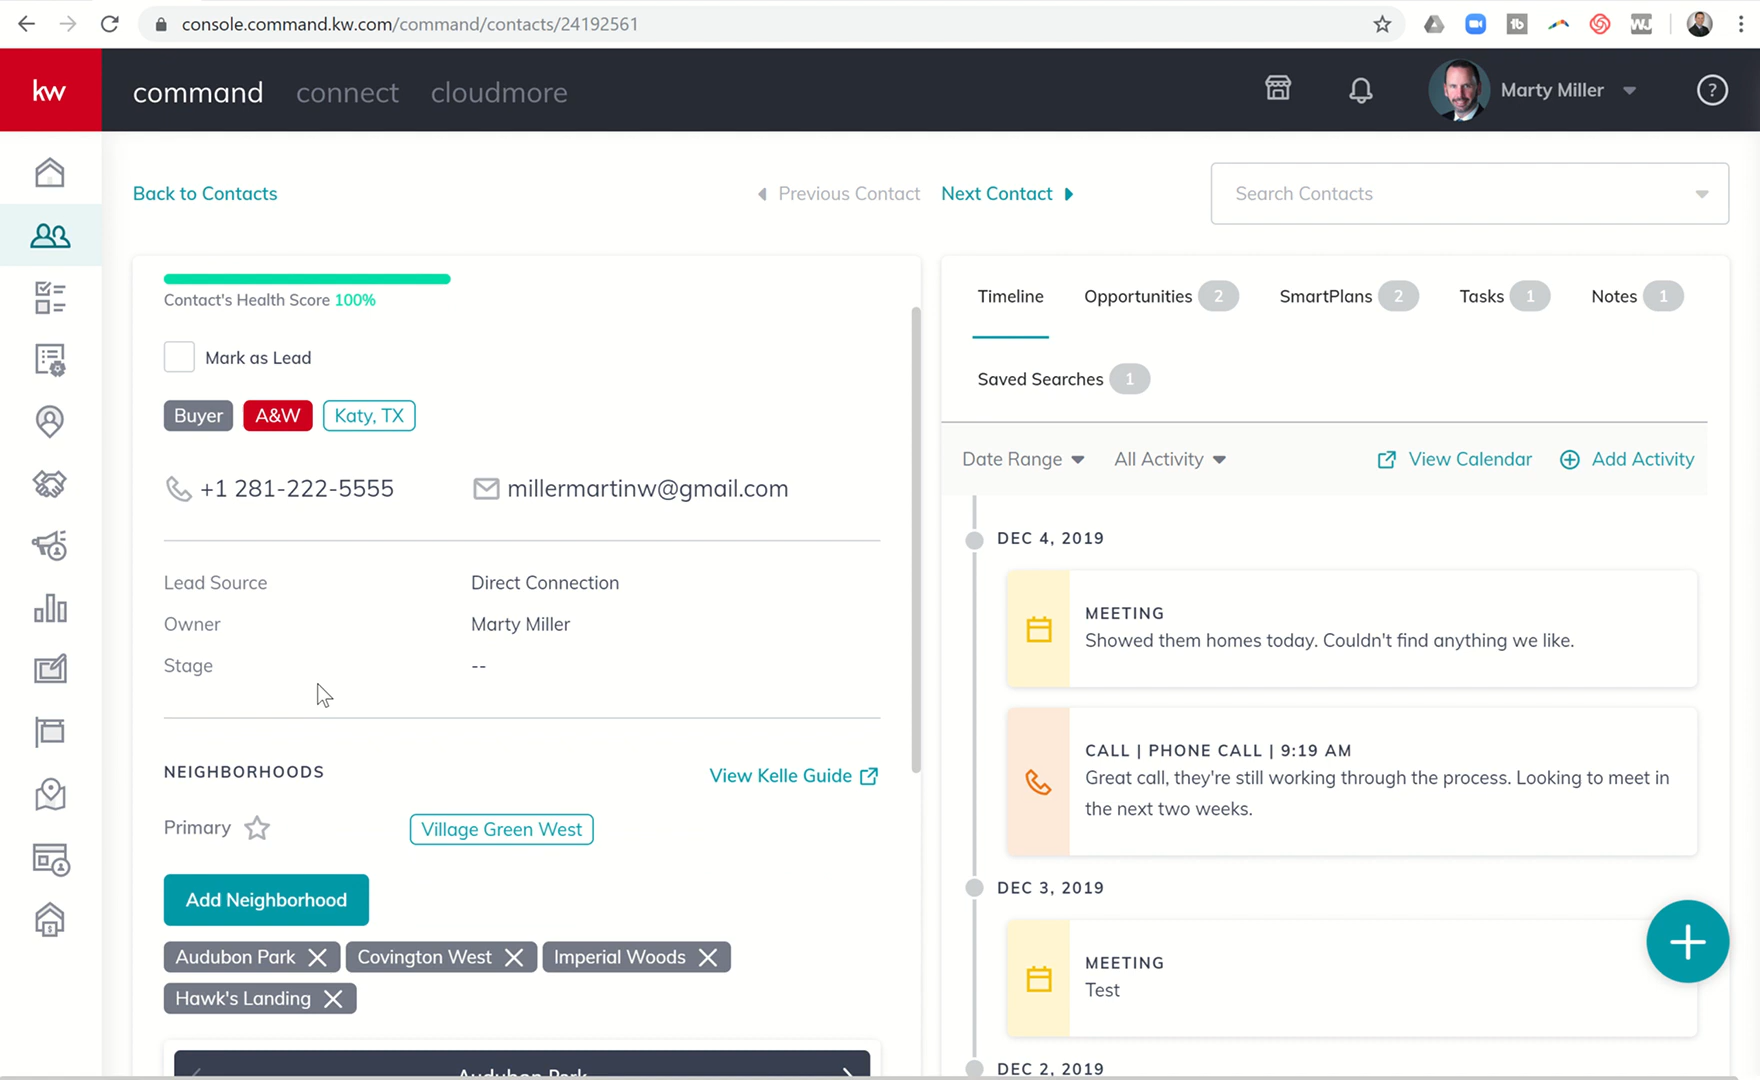 console.command.kw.com/command/contacts/24192561
kw
command connect cloudmore
Marty Miller
?
Back to Contacts
Previous Contact Next Contact
Search Contacts
Contact's Health Score 100%
Mark as Lead
Buyer A&W Katy, TX
+1 281-222-5555 millermartinw@gmail.com
Lead Source Direct Connection
Owner Marty Miller
Stage --
NEIGHBORHOODS View Kelle Guide
Primary Village Green West
Add Neighborhood
Audubon Park Covington West Imperial Woods
Hawk's Landing
Audubon Park
Timeline Opportunities 2 SmartPlans 2 Tasks 1 Notes 1
Saved Searches 1
Date Range All Activity View Calendar Add Activity
DEC 4, 2019
MEETING
Showed them homes today. Couldn't find anything we like.
CALL | PHONE CALL | 9:19 AM
Great call, they're still working through the process. Looking to meet in
the next two weeks.
DEC 3, 2019
MEETING
Test
DEC 2, 2019